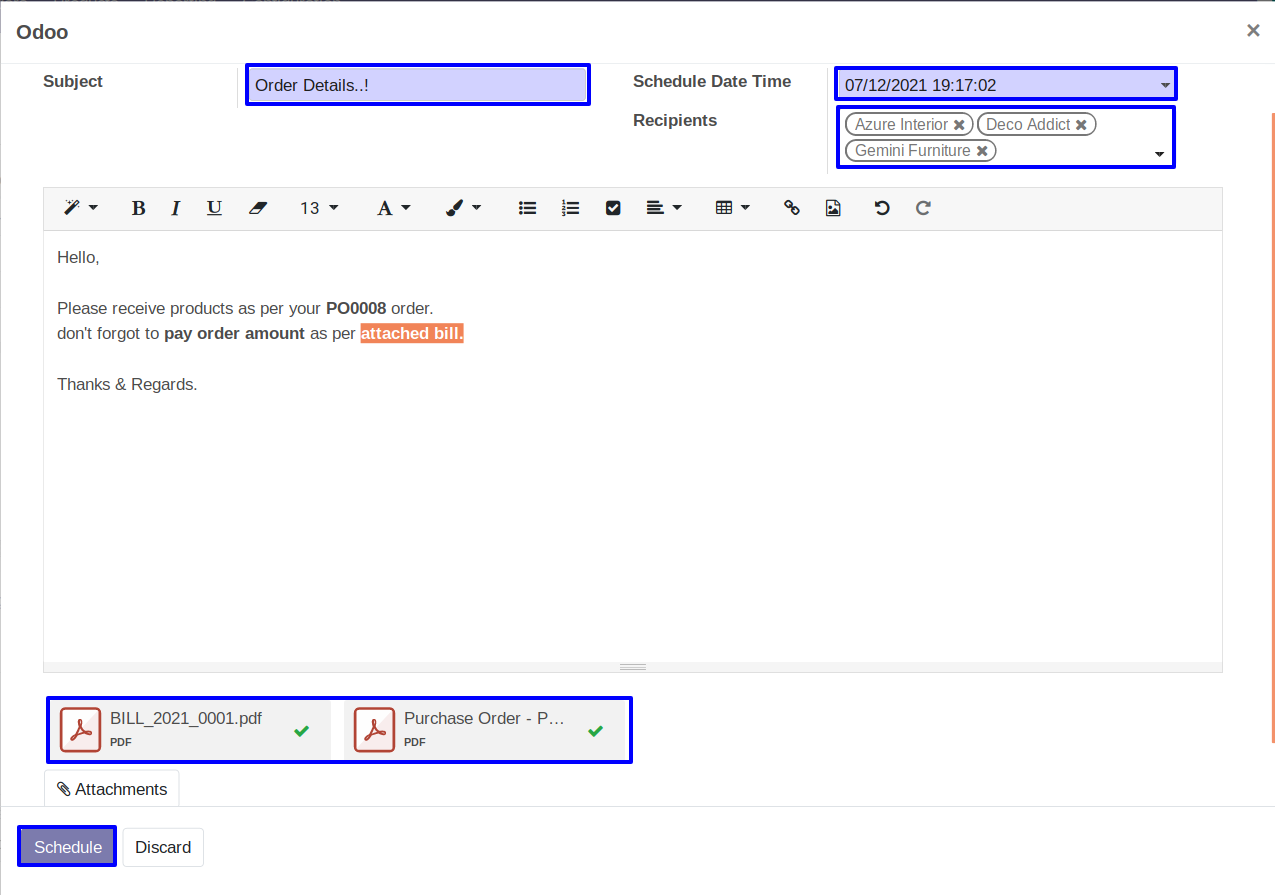 Odoo ×
Subject
Order Details..!
Schedule Date Time
07/12/2021 19:17:02
Recipients
Azure Interior
Deco Addict
Gemini Furniture
B I U 13 A
Hello,
Please receive products as per your PO0008 order.
don't forgot to pay order amount as per attached bill.
Thanks & Regards.
BILL_2021_0001.pdf
PDF
Purchase Order - P…
PDF
Attachments
Schedule
Discard